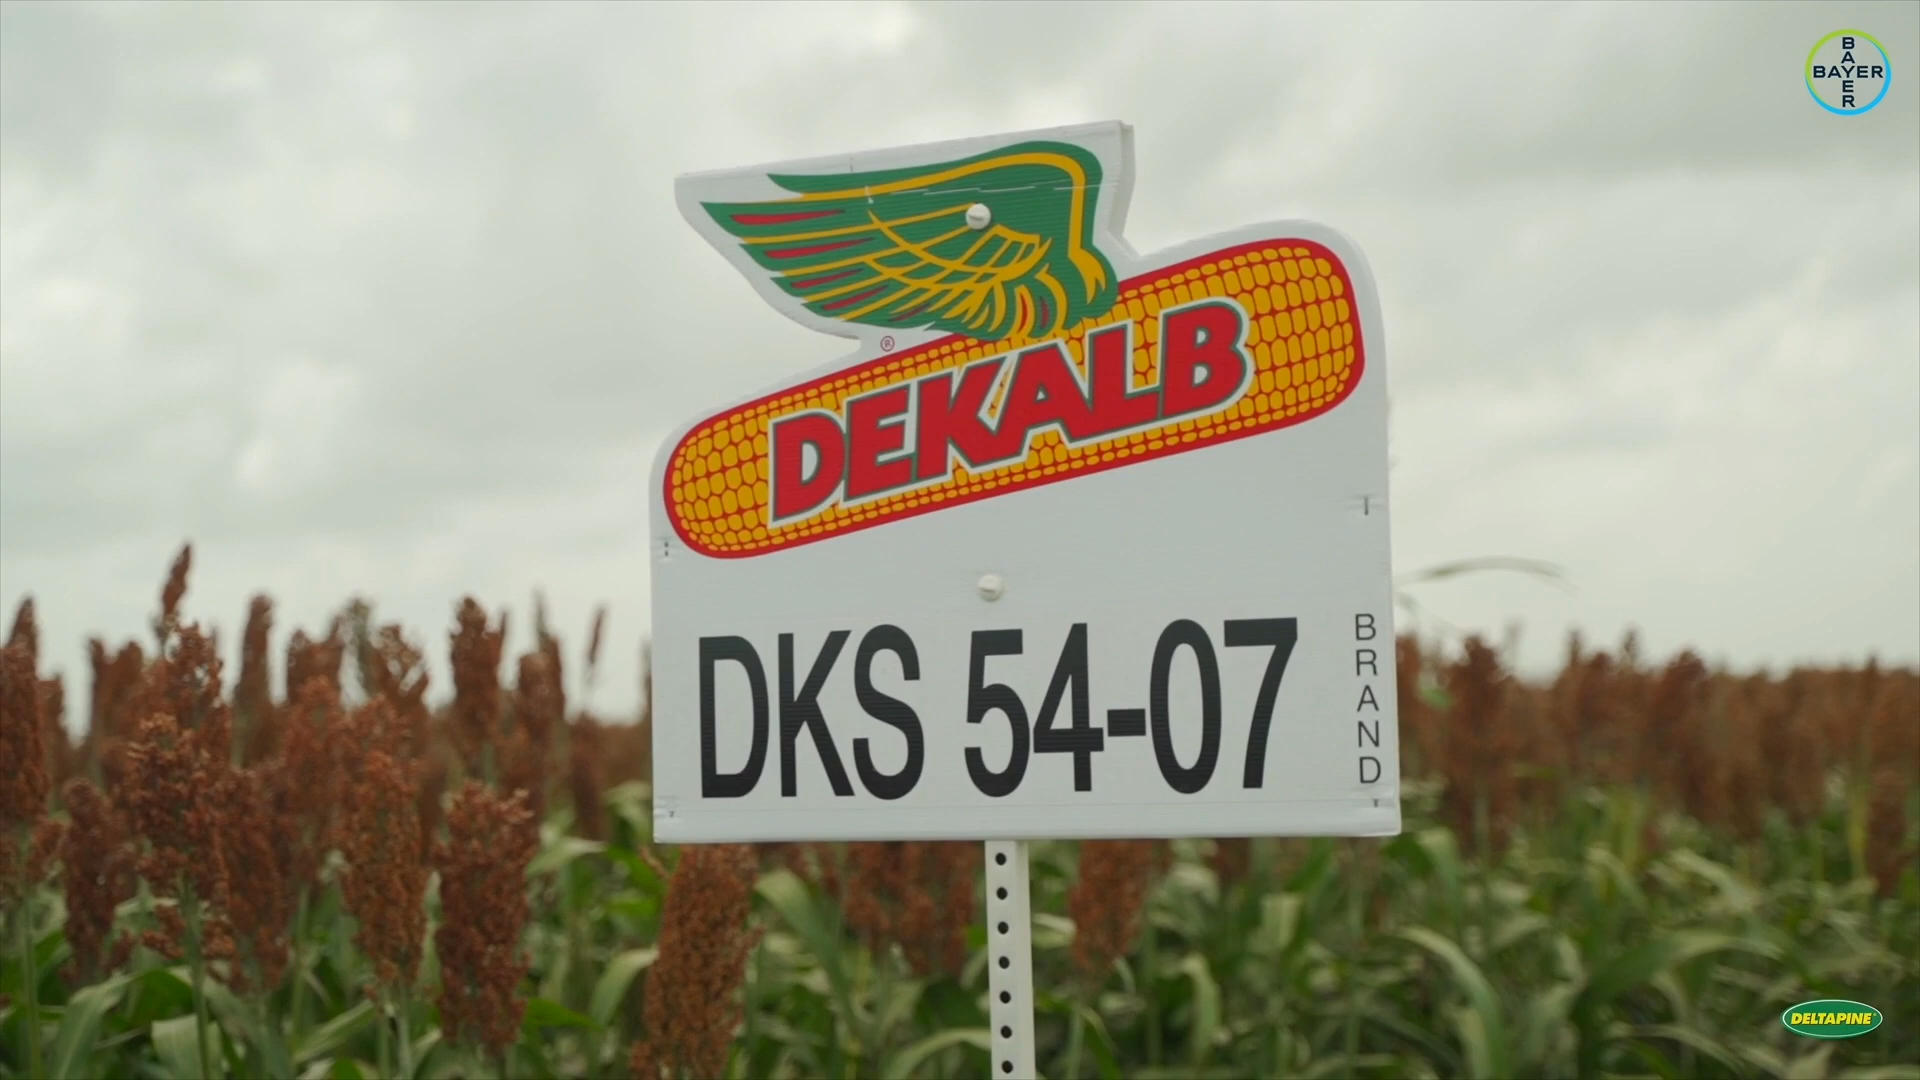 BAYER
BAYER
®
DEKALB
DKS 54-07
BRAND
DELTAPINE®